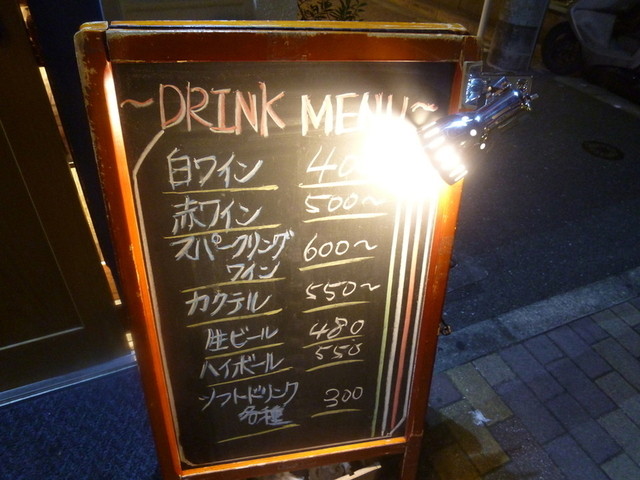 ~DRINK MENU~
白ワイン
赤ワイン 500~
スパークリング
ワイン 600~
カクテル 550~
生ビール 480
ハイボール 550
ソフトドリンク
各種 300